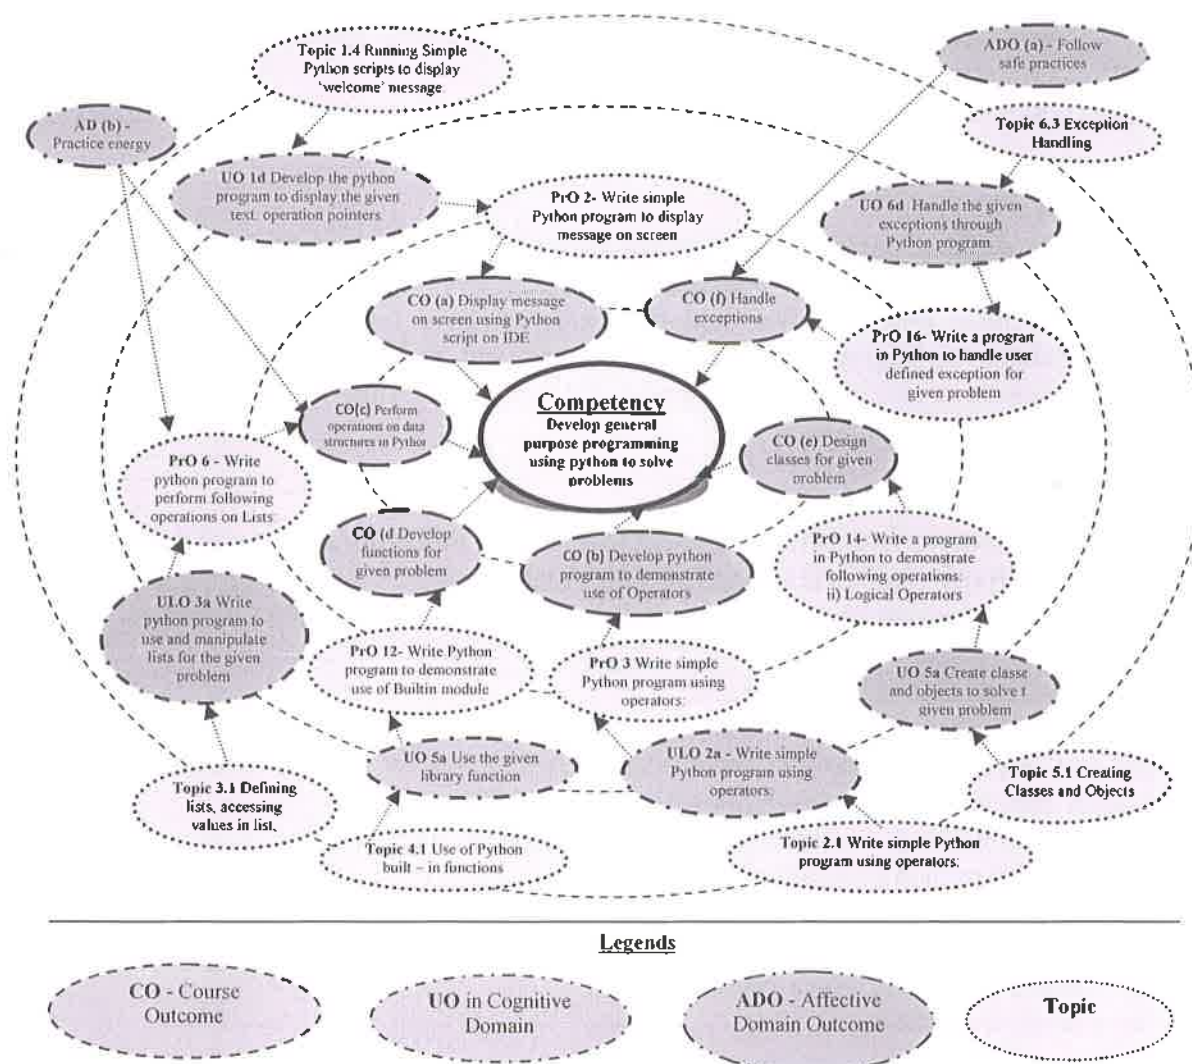 Topic 1.4 Running Simple
Python scripts to display
'welcome' message
ADO (a) - Follow
safe practices
AD (b) -
Practice energy
Topic 6.3 Exception
Handling
UO 1d Develop the python
program to display the given
text, operation pointers
PrO 2- Write simple
Python program to display
message on screen
UO 6d Handle the given
exceptions through
Python program
CO (a) Display message
on screen using Python
script on IDE
CO (f) Handle
exceptions
PrO 16- Write a program
in Python to handle user
defined exception for
given problem
Competency
Develop general
purpose programming
using python to solve
problems
CO(c) Perform
operations on data
structures in Pythor
CO (e) Design
classes for given
problem
PrO 6 - Write
python program to
perform following
operations on Lists
CO (d Develop
functions for
given problem
CO (b) Develop python
program to demonstrate
use of Operators
PrO 14- Write a program
in Python to demonstrate
following operations:
ii) Logical Operators
ULO 3a Write
python program to
use and manipulate
lists for the given
problem
PrO 12- Write Python
program to demonstrate
use of Builtin module
PrO 3 Write simple
Python program using
operators:
UO 5a Create classe
and objects to solve t
given problem
UO 5a Use the given
library function
ULO 2a - Write simple
Python program using
operators:
Topic 3.1 Defining
lists, accessing
values in list,
Topic 5.1 Creating
Classes and Objects
Topic 4.1 Use of Python
built – in functions
Topic 2.1 Write simple Python
program using operators:
Legends
CO - Course
Outcome
UO in Cognitive
Domain
ADO - Affective
Domain Outcome
Topic